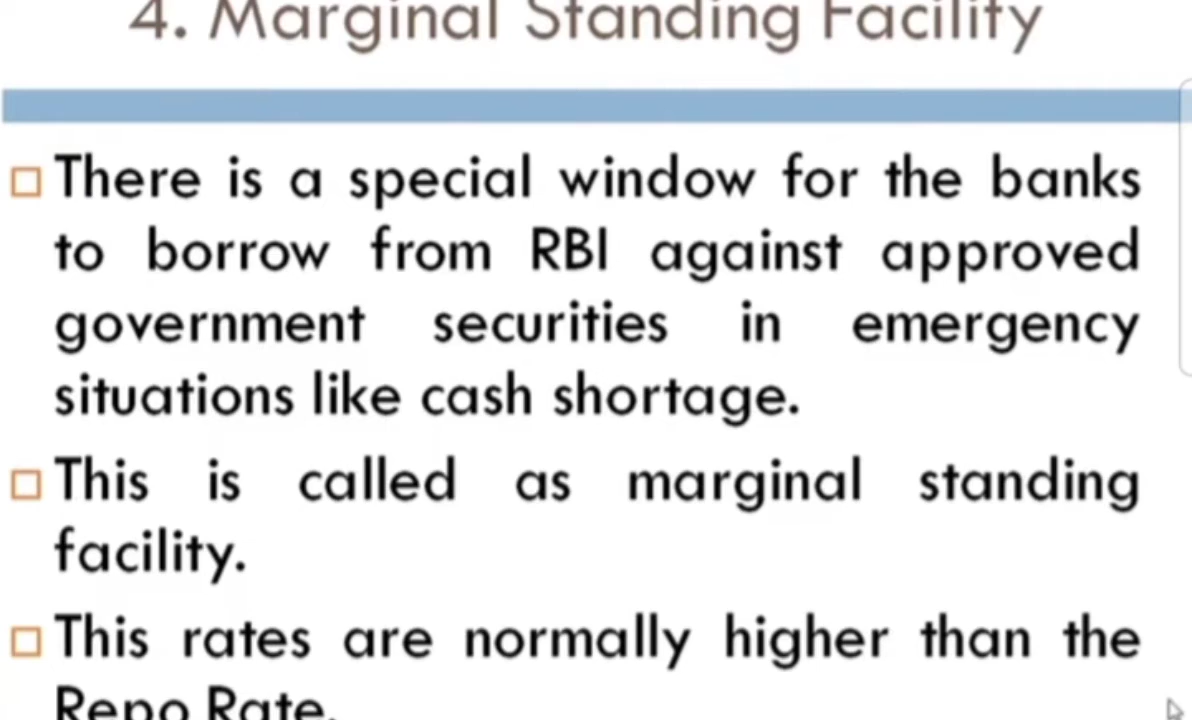 4. Marginal Standing Facility
There is a special window for the banks
to borrow from RBI against approved
government securities in emergency
situations like cash shortage.
This is called as marginal standing
facility.
This rates are normally higher than the
Repo Rate.